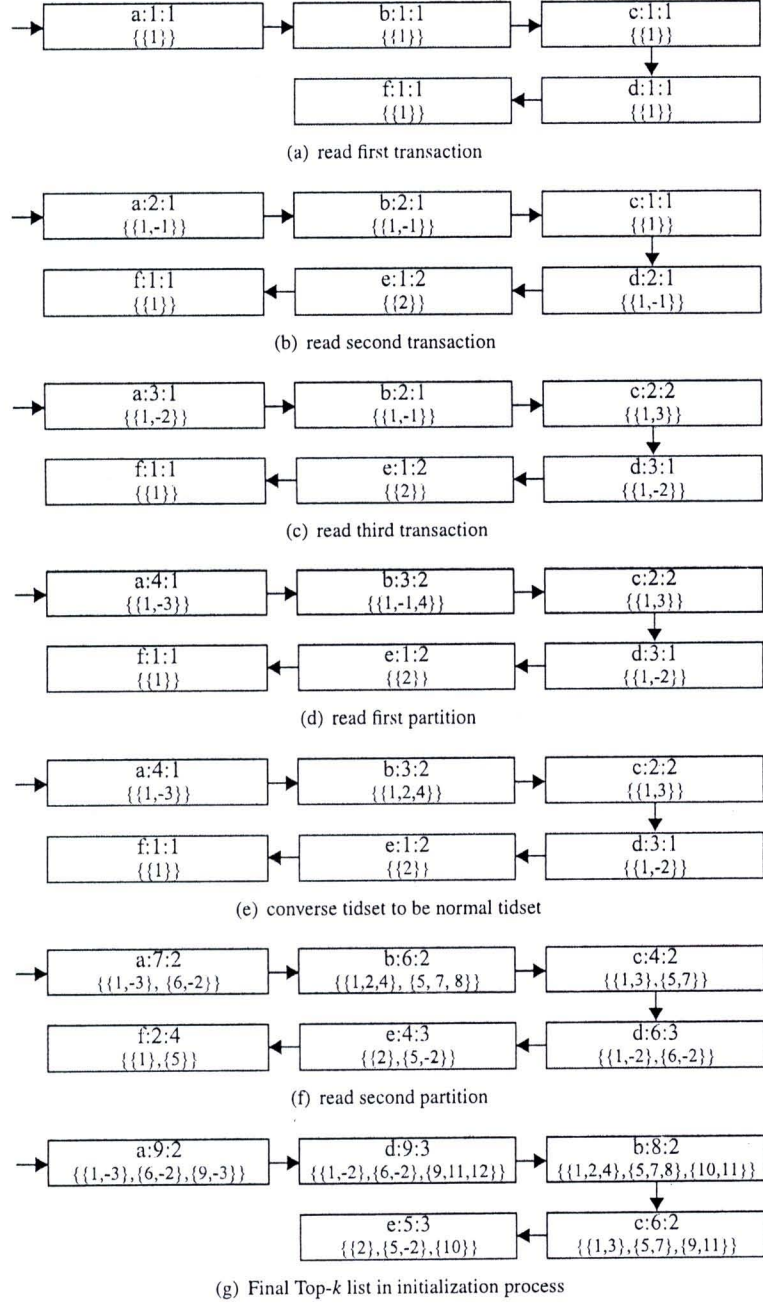 a:1:1
{{1}}
b:1:1
{{1}}
c:1:1
{{1}}
f:1:1
{{1}}
d:1:1
{{1}}
(a) read first transaction
a:2:1
{{1,-1}}
b:2:1
{{1,-1}}
c:1:1
{{1}}
f:1:1
{{1}}
e:1:2
{{2}}
d:2:1
{{1,-1}}
(b) read second transaction
a:3:1
{{1,-2}}
b:2:1
{{1,-1}}
c:2:2
{{1,3}}
f:1:1
{{1}}
e:1:2
{{2}}
d:3:1
{{1,-2}}
(c) read third transaction
a:4:1
{{1,-3}}
b:3:2
{{1,-1,4}}
c:2:2
{{1,3}}
f:1:1
{{1}}
e:1:2
{{2}}
d:3:1
{{1,-2}}
(d) read first partition
a:4:1
{{1,-3}}
b:3:2
{{1,2,4}}
c:2:2
{{1,3}}
f:1:1
{{1}}
e:1:2
{{2}}
d:3:1
{{1,-2}}
(e) converse tidset to be normal tidset
a:7:2
{{1,-3}, {6,-2}}
b:6:2
{{1,2,4}, {5, 7, 8}}
c:4:2
{{1,3},{5,7}}
f:2:4
{{1},{5}}
e:4:3
{{2},{5,-2}}
d:6:3
{{1,-2},{6,-2}}
(f) read second partition
a:9:2
{{1,-3},{6,-2},{9,-3}}
d:9:3
{{1,-2},{6,-2},{9,11,12}}
b:8:2
{{1,2,4},{5,7,8},{10,11}}
e:5:3
{{2},{5,-2},{10}}
c:6:2
{{1,3},{5,7},{9,11}}
(g) Final Top-k list in initialization process